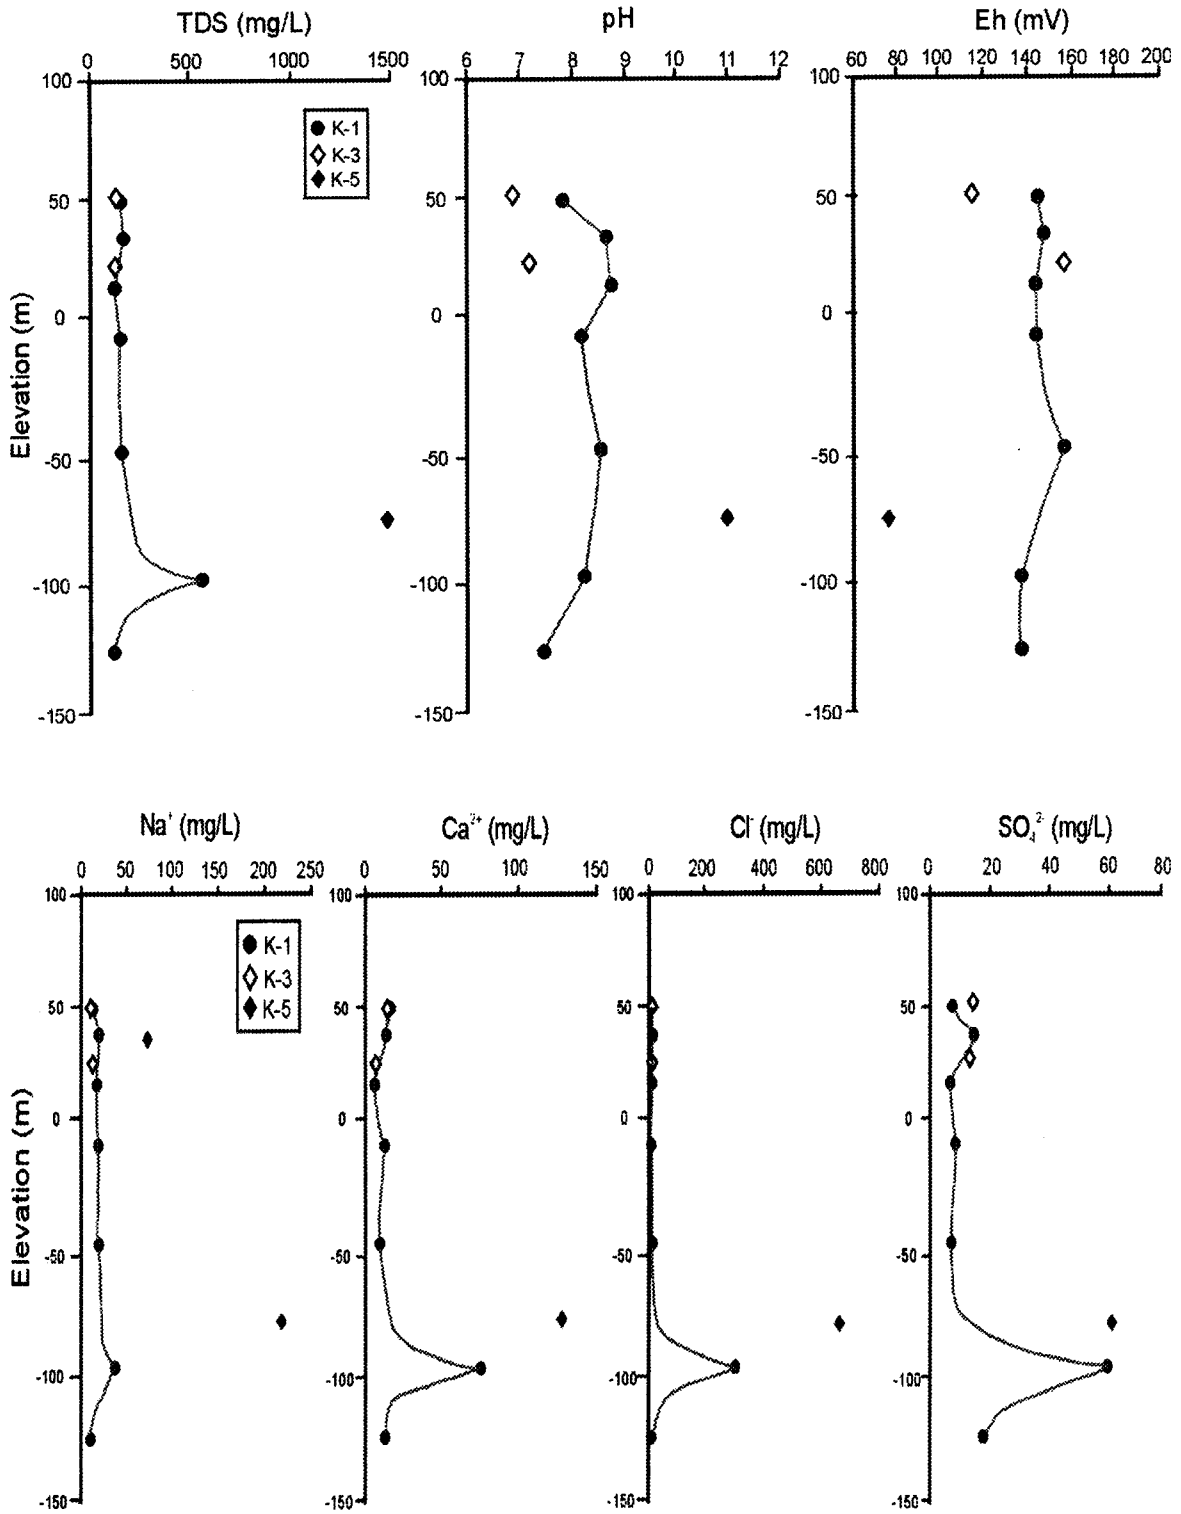 TDS (mg/L)
pH
Eh (mV)
0 500 1000 1500
6 7 8 9 10 11 12
60 80 100 120 140 160 180 200
100
50
0
-50
-100
-150
Elevation (m)
K-1
K-3
K-5
100
50
0
-50
-100
-150
100
50
0
-50
-100
-150
Na⁺ (mg/L)
Ca²⁺ (mg/L)
Cl⁻ (mg/L)
SO₄²⁻ (mg/L)
0 50 100 150 200 250
0 50 100 150
0 200 400 600 800
0 20 40 60 80
100
50
0
-50
-100
-150
Elevation (m)
K-1
K-3
K-5
100
50
0
-50
-100
-150
100
50
0
-50
-100
-150
100
50
0
-50
-100
-150